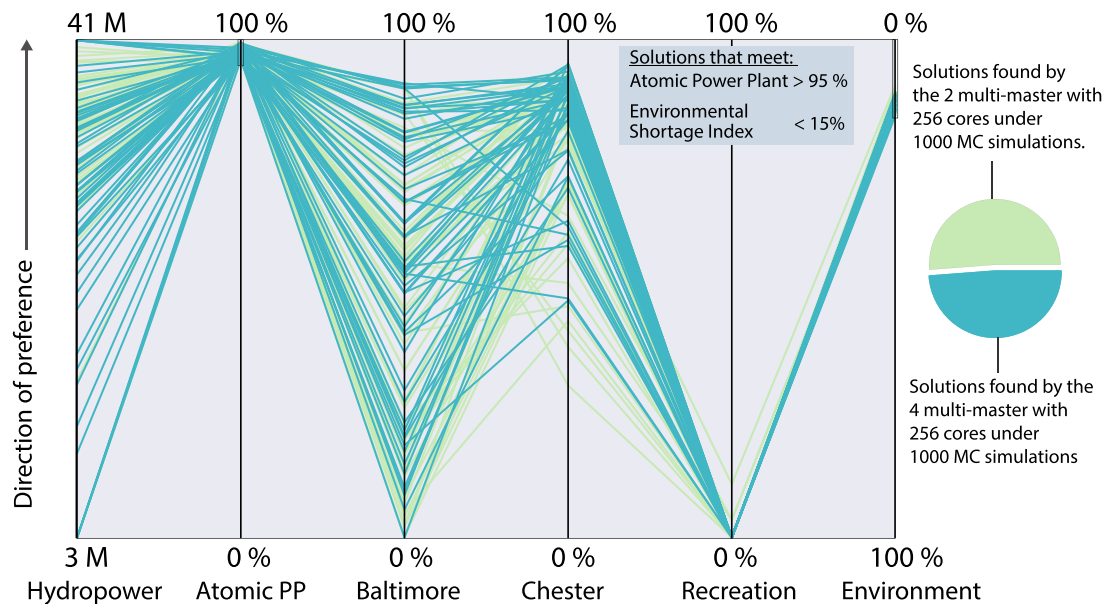 41 M
100 %
100 %
100 %
100 %
0 %
Solutions that meet:
Atomic Power Plant > 95 %
Environmental
Shortage Index
< 15%
Direction of preference
Solutions found by
the 2 multi-master with
256 cores under
1000 MC simulations.
Solutions found by the
4 multi-master with
256 cores under
1000 MC simulations
3 M
0 %
0 %
0 %
0 %
100 %
Hydropower
Atomic PP
Baltimore
Chester
Recreation
Environment